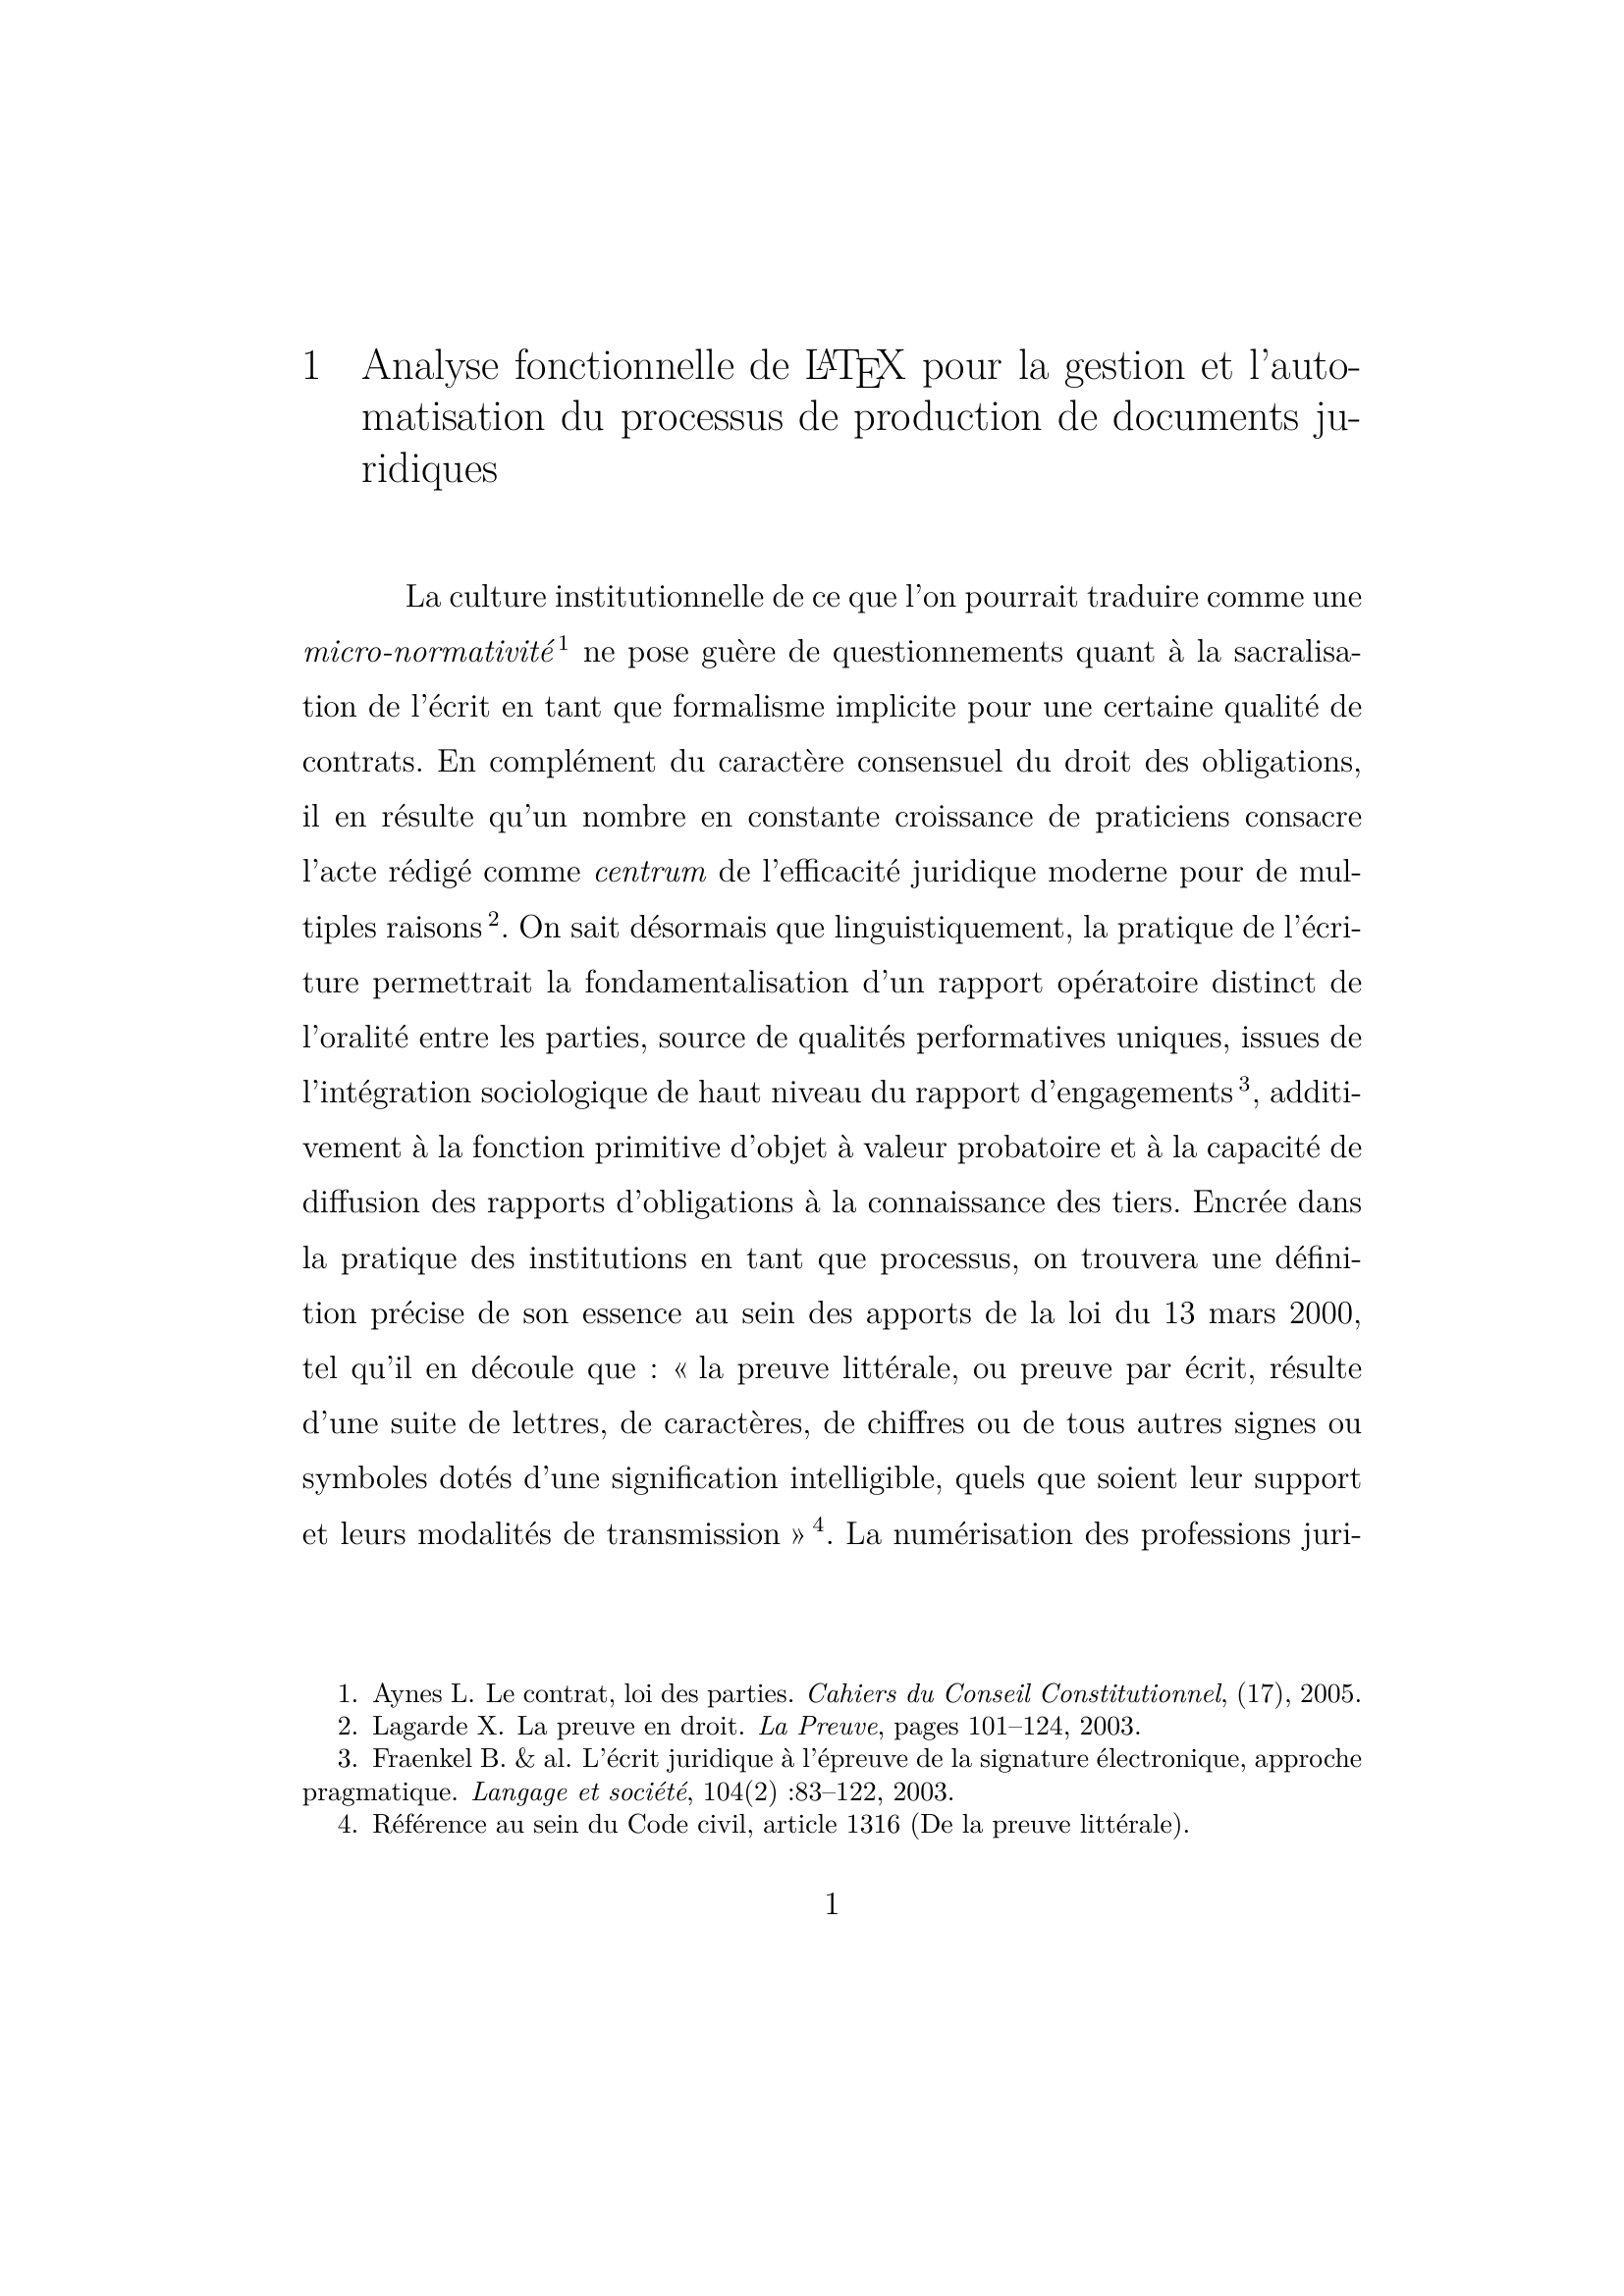 1 Analyse fonctionnelle de LATEX pour la gestion et l'auto-
matisation du processus de production de documents ju-
ridiques
La culture institutionnelle de ce que l'on pourrait traduire comme une
micro-normativité 1 ne pose guère de questionnements quant à la sacralisa-
tion de l'écrit en tant que formalisme implicite pour une certaine qualité de
contrats. En complément du caractère consensuel du droit des obligations,
il en résulte qu'un nombre en constante croissance de praticiens consacre
l'acte rédigé comme centrum de l'efficacité juridique moderne pour de mul-
tiples raisons 2. On sait désormais que linguistiquement, la pratique de l'écri-
ture permettrait la fondamentalisation d'un rapport opératoire distinct de
l'oralité entre les parties, source de qualités performatives uniques, issues de
l'intégration sociologique de haut niveau du rapport d'engagements 3, additi-
vement à la fonction primitive d'objet à valeur probatoire et à la capacité de
diffusion des rapports d'obligations à la connaissance des tiers. Encrée dans
la pratique des institutions en tant que processus, on trouvera une défini-
tion précise de son essence au sein des apports de la loi du 13 mars 2000,
tel qu'il en découle que : « la preuve littérale, ou preuve par écrit, résulte
d'une suite de lettres, de caractères, de chiffres ou de tous autres signes ou
symboles dotés d'une signification intelligible, quels que soient leur support
et leurs modalités de transmission » 4. La numérisation des professions juri-
1. Aynes L. Le contrat, loi des parties. Cahiers du Conseil Constitutionnel, (17), 2005.
2. Lagarde X. La preuve en droit. La Preuve, pages 101–124, 2003.
3. Fraenkel B. & al. L'écrit juridique à l'épreuve de la signature électronique, approche
pragmatique. Langage et société, 104(2) :83–122, 2003.
4. Référence au sein du Code civil, article 1316 (De la preuve littérale).
1